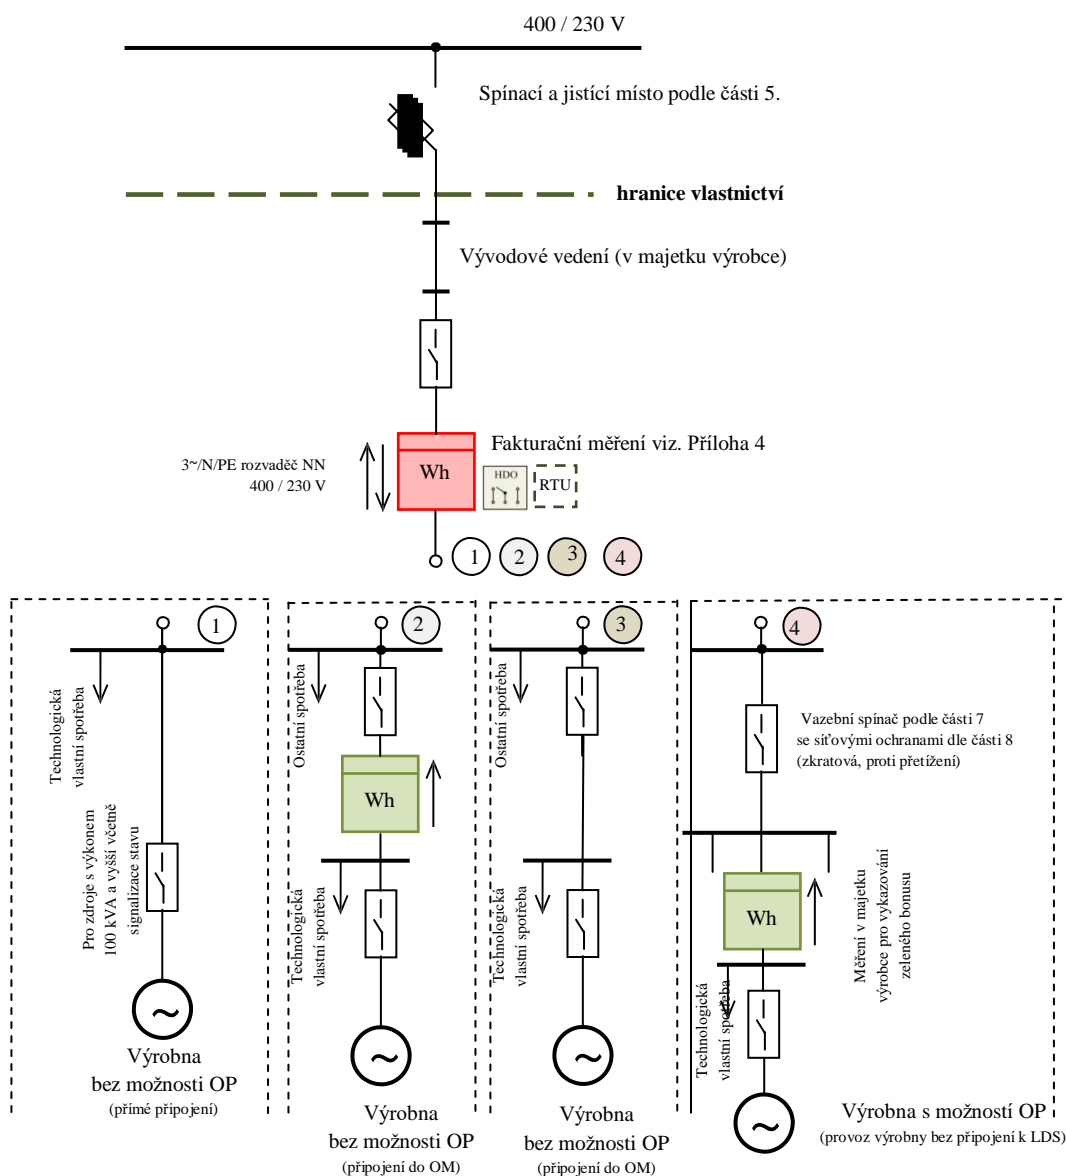 400 / 230 V
Spínací a jistící místo podle části 5.
hranice vlastnictví
Vývodové vedení (v majetku výrobce)
Fakturační měření viz. Příloha 4
3~/N/PE rozvaděč NN
400 / 230 V
Wh
HDO
RTU
1
2
3
4
1
Technologická
vlastní spotřeba
Pro zdroje s výkonem
100 kVA a vyšší včetně
signalizace stavu
~
Výrobna
bez možnosti OP
(přímé připojení)
2
Ostatní spotřeba
Wh
Technologická
vlastní spotřeba
~
Výrobna
bez možnosti OP
(připojení do OM)
3
Ostatní spotřeba
Technologická
vlastní spotřeba
~
Výrobna
bez možnosti OP
(připojení do OM)
4
Vazební spínač podle části 7
se síťovými ochranami dle části 8
(zkratová, proti přetížení)
Wh
Měření v majetku
výrobce pro vykazování
zeleného bonusu
Technologická
vlastní spotřeba
~
Výrobna s možností OP
(provoz výrobny bez připojení k LDS)